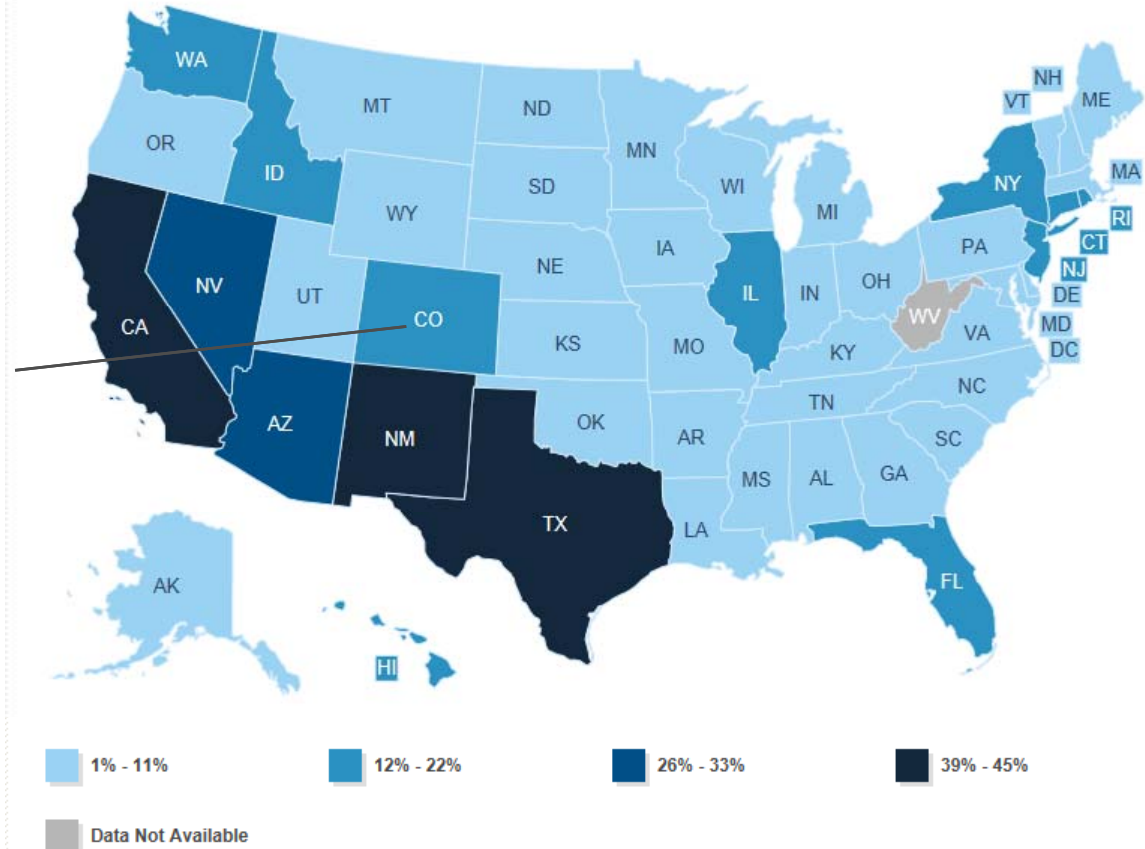 WA
MT
ND
OR
ID
SD
MN
WI
WY
MI
IA
NE
NV
UT
CO
KS
CA
IL
IN
OH
MO
KY
WV
VA
PA
NY
VT
NH
ME
MA
RI
CT
NJ
DE
MD
DC
AZ
NM
OK
AR
TN
NC
SC
MS
AL
GA
LA
TX
FL
AK
HI
1% - 11%
12% - 22%
26% - 33%
39% - 45%
Data Not Available